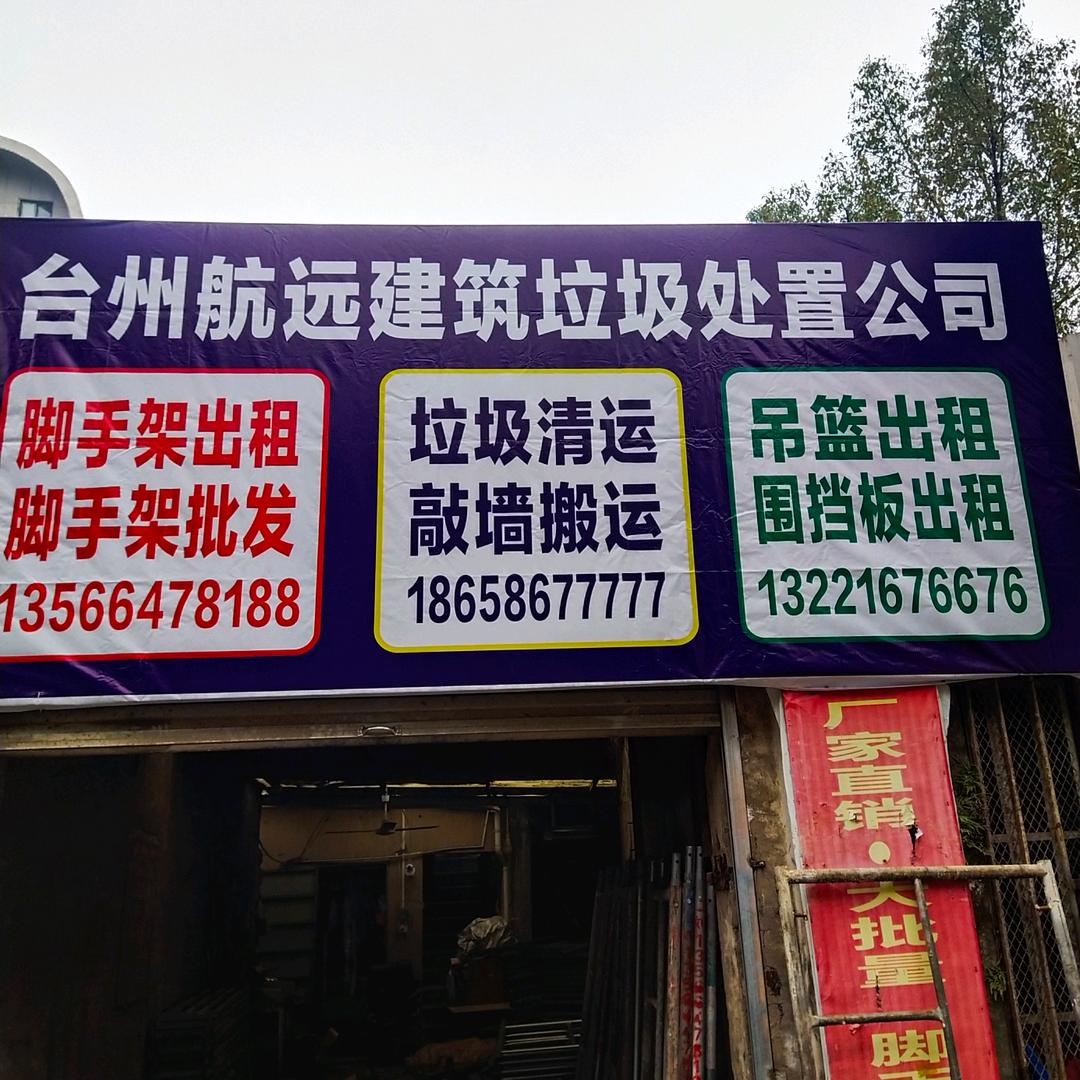 台州航远建筑垃圾处置公司
脚手架出租
脚手架批发
13566478188
垃圾清运
敲墙搬运
18658677777
吊篮出租
围挡板出租
13221676676
厂家直销·大批量 脚